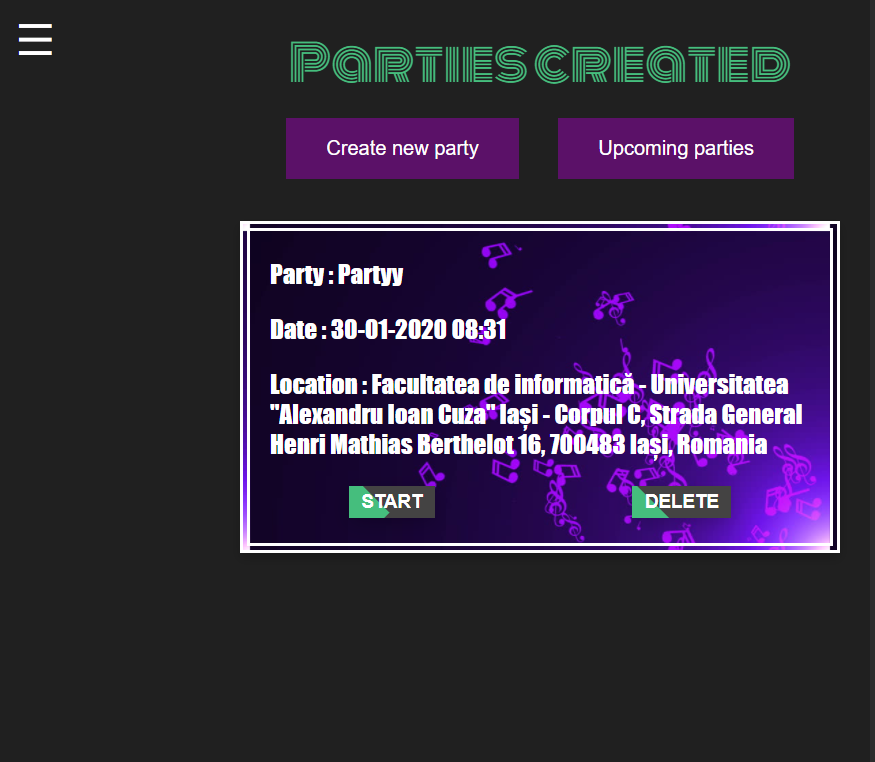 Parties created
Create new party
Upcoming parties
Party : Partyy
Date : 30-01-2020 08:31
Location : Facultatea de informatică - Universitatea
"Alexandru Ioan Cuza" Iași - Corpul C, Strada General
Henri Mathias Berthelot 16, 700483 Iași, Romania
START
DELETE